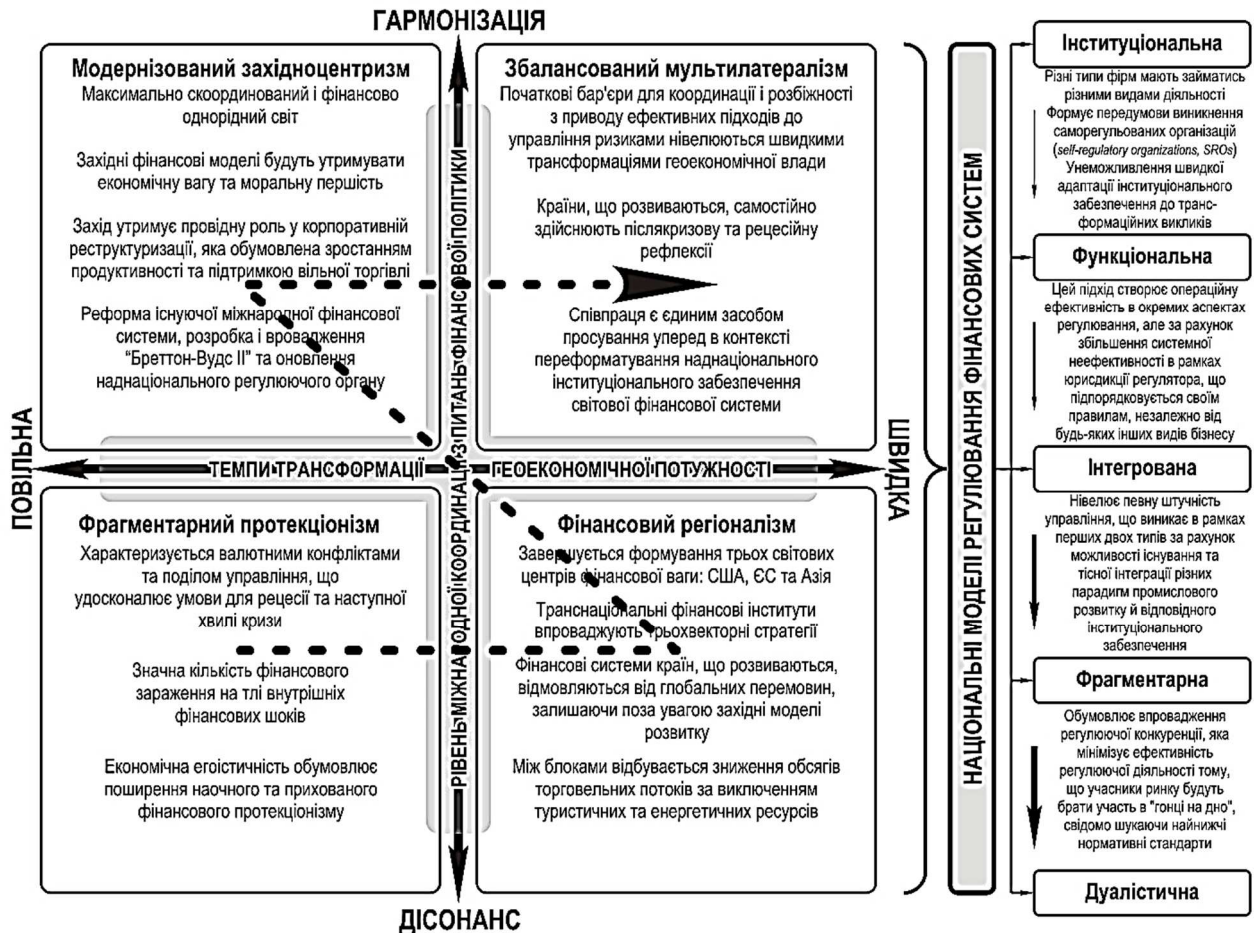 ГАРМОНІЗАЦІЯ
Модернізований західноцентризм
Максимально скоординований і фінансово
однорідний світ
Західні фінансові моделі будуть утримувати
економічну вагу та моральну першість
Захід утримує провідну роль у корпоративній
реструктуризації, яка обумовлена зростанням
продуктивності та підтримкою вільної торгівлі
Реформа існуючої міжнародної фінансової
системи, розробка і впровадження
“Бреттон-Вудс II” та оновлення
наднаціонального регулюючого органу
Збалансований мультилатералізм
Початкові бар'єри для координації і розбіжності
з приводу ефективних підходів до
управління ризиками нівелюються швидкими
трансформаціями геоекономічної влади
Країни, що розвиваються, самостійно
здійснюють післякризову та рецесійну
рефлексії
Співпраця є єдиним засобом
просування уперед в контексті
переформатування наднаціонального
інституціонального забезпечення
світової фінансової системи
ПОВІЛЬНА
ТЕМПИ ТРАНСФОРМАЦІЇ ГЕОЕКОНОМІЧНОЇ ПОТУЖНОСТІ
ШВИДКА
РІВЕНЬ МІЖНАРОДНОЇ КООРДИНАЦІЇ З ПИТАНЬ ФІНАНСОВОЇ ПОЛІТИКИ
Фрагментарний протекціонізм
Характеризується валютними конфліктами
та поділом управління, що
удосконалює умови для рецесії та наступної
хвилі кризи
Значна кількість фінансового
зараження на тлі внутрішніх
фінансових шоків
Економічна егоїстичність обумовлює
поширення наочного та прихованого
фінансового протекціонізму
Фінансовий регіоналізм
Завершується формування трьох світових
центрів фінансової ваги: США, ЄС та Азія
Транснаціональні фінансові інститути
впроваджують трьохвекторні стратегії
Фінансові системи країн, що розвиваються,
відмовляються від глобальних перемовин,
залишаючи поза увагою західні моделі
розвитку
Між блоками відбувається зниження обсягів
торговельних потоків за виключенням
туристичних та енергетичних ресурсів
ДІСОНАНС
НАЦІОНАЛЬНІ МОДЕЛІ РЕГУЛЮВАННЯ ФІНАНСОВИХ СИСТЕМ
Інституціональна
Різні типи фірм мають займатись
різними видами діяльності
Формує передумови виникнення
саморегульованих організацій
(self-regulatory organizations, SROs)
Унеможливлення швидкої
адаптації інституціонального
забезпечення до транс-
формаційних викликів
Функціональна
Цей підхід створює операційну
ефективність в окремих аспектах
регулювання, але за рахунок
збільшення системної
неефективності в рамках
юрисдикції регулятора, що
підпорядковується своїм
правилам, незалежно від
будь-яких інших видів бізнесу
Інтегрована
Нівелює певну штучність
управління, що виникає в рамках
перших двох типів за рахунок
можливості існування та
тісної інтеграції різних
парадигм промислового
розвитку й відповідного
інституціонального
забезпечення
Фрагментарна
Обумовлює впровадження
регулюючої конкуренції, яка
мінімізує ефективність
регулюючої діяльності тому,
що учасники ринку будуть
брати участь в "гонці на дно",
свідомо шукаючи найнижчі
нормативні стандарти
Дуалістична